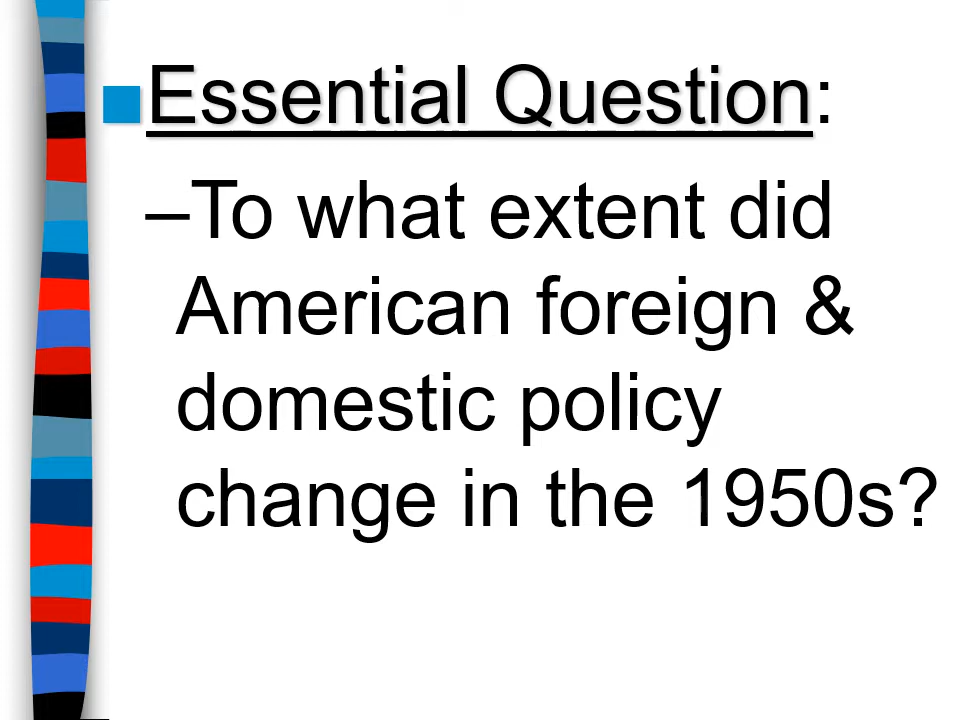 ■Essential Question:
–To what extent did
American foreign &
domestic policy
change in the 1950s?